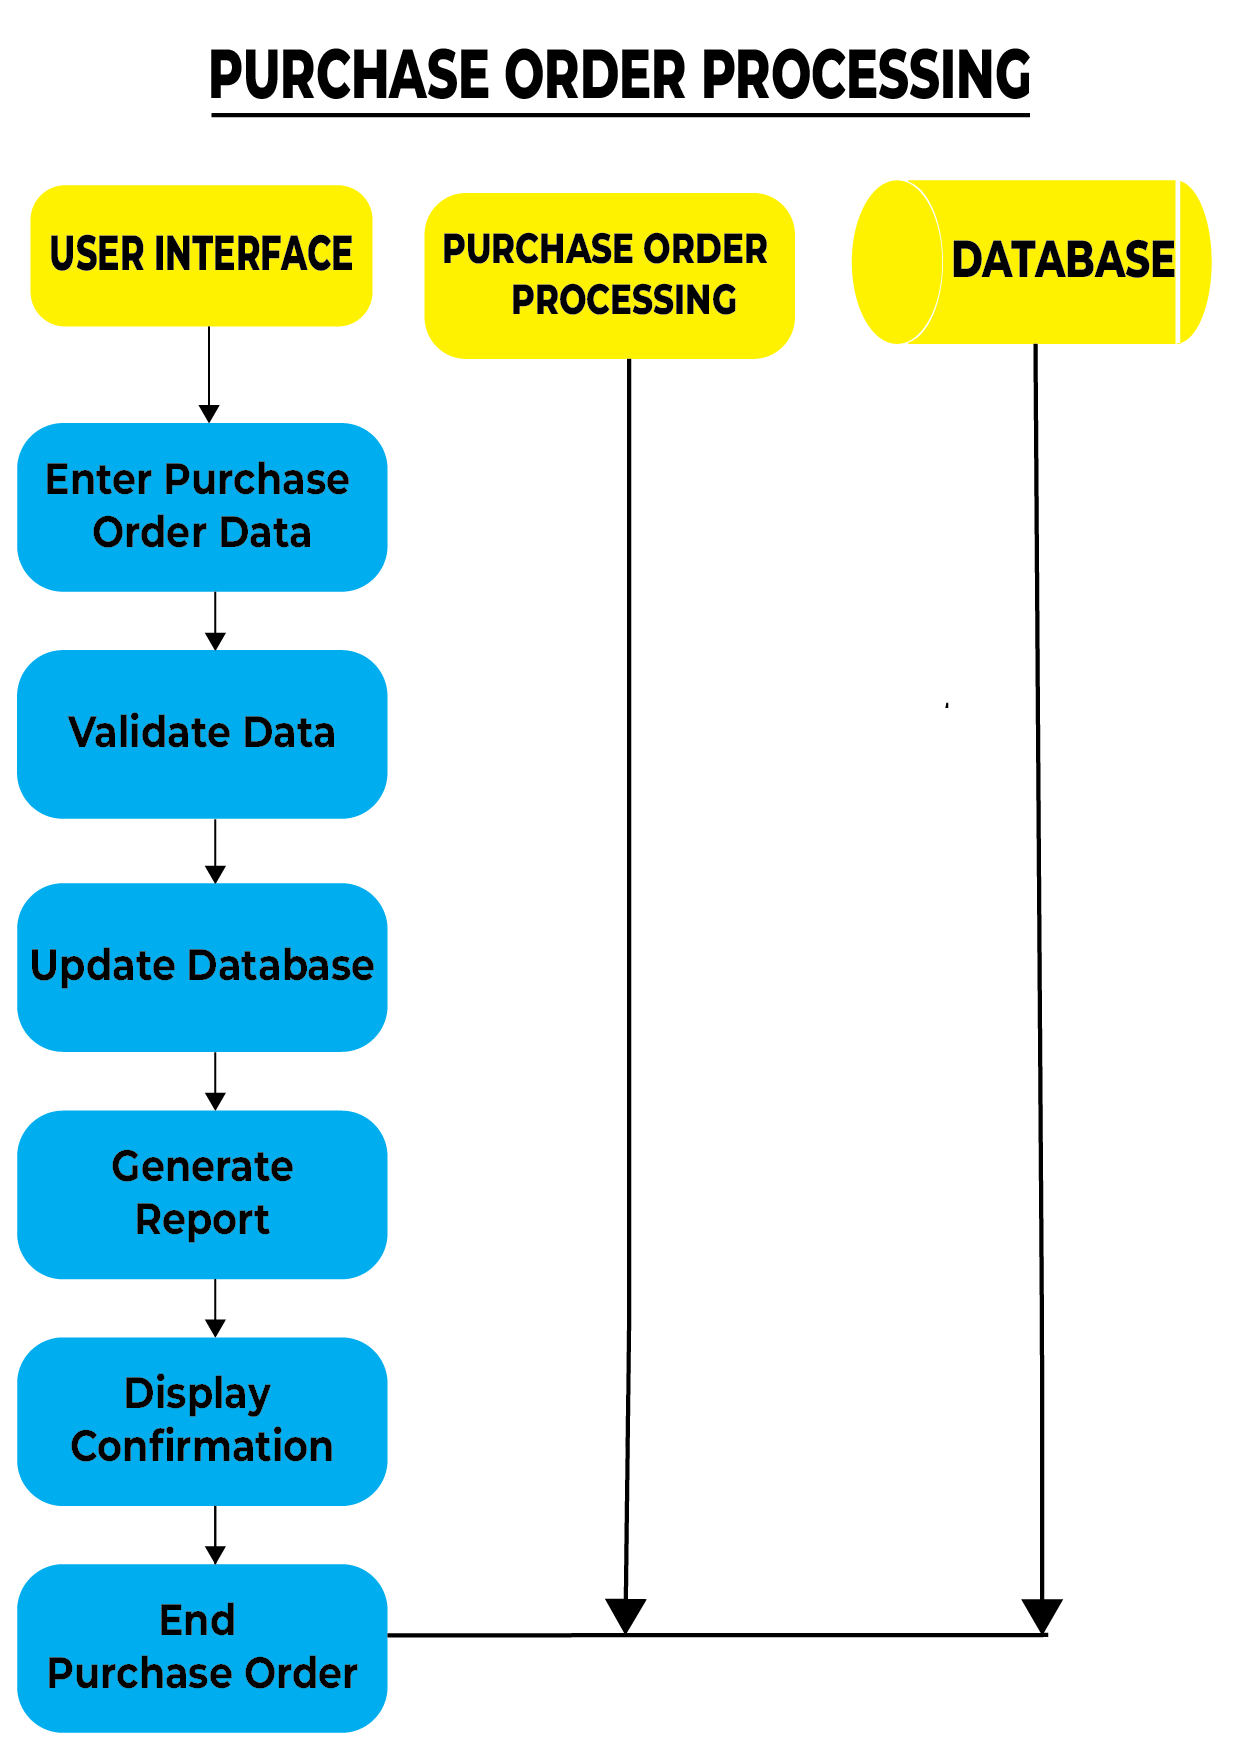 PURCHASE ORDER PROCESSING
USER INTERFACE
PURCHASE ORDER
PROCESSING
DATABASE
Enter Purchase
Order Data
Validate Data
Update Database
Generate
Report
Display
Confirmation
End
Purchase Order